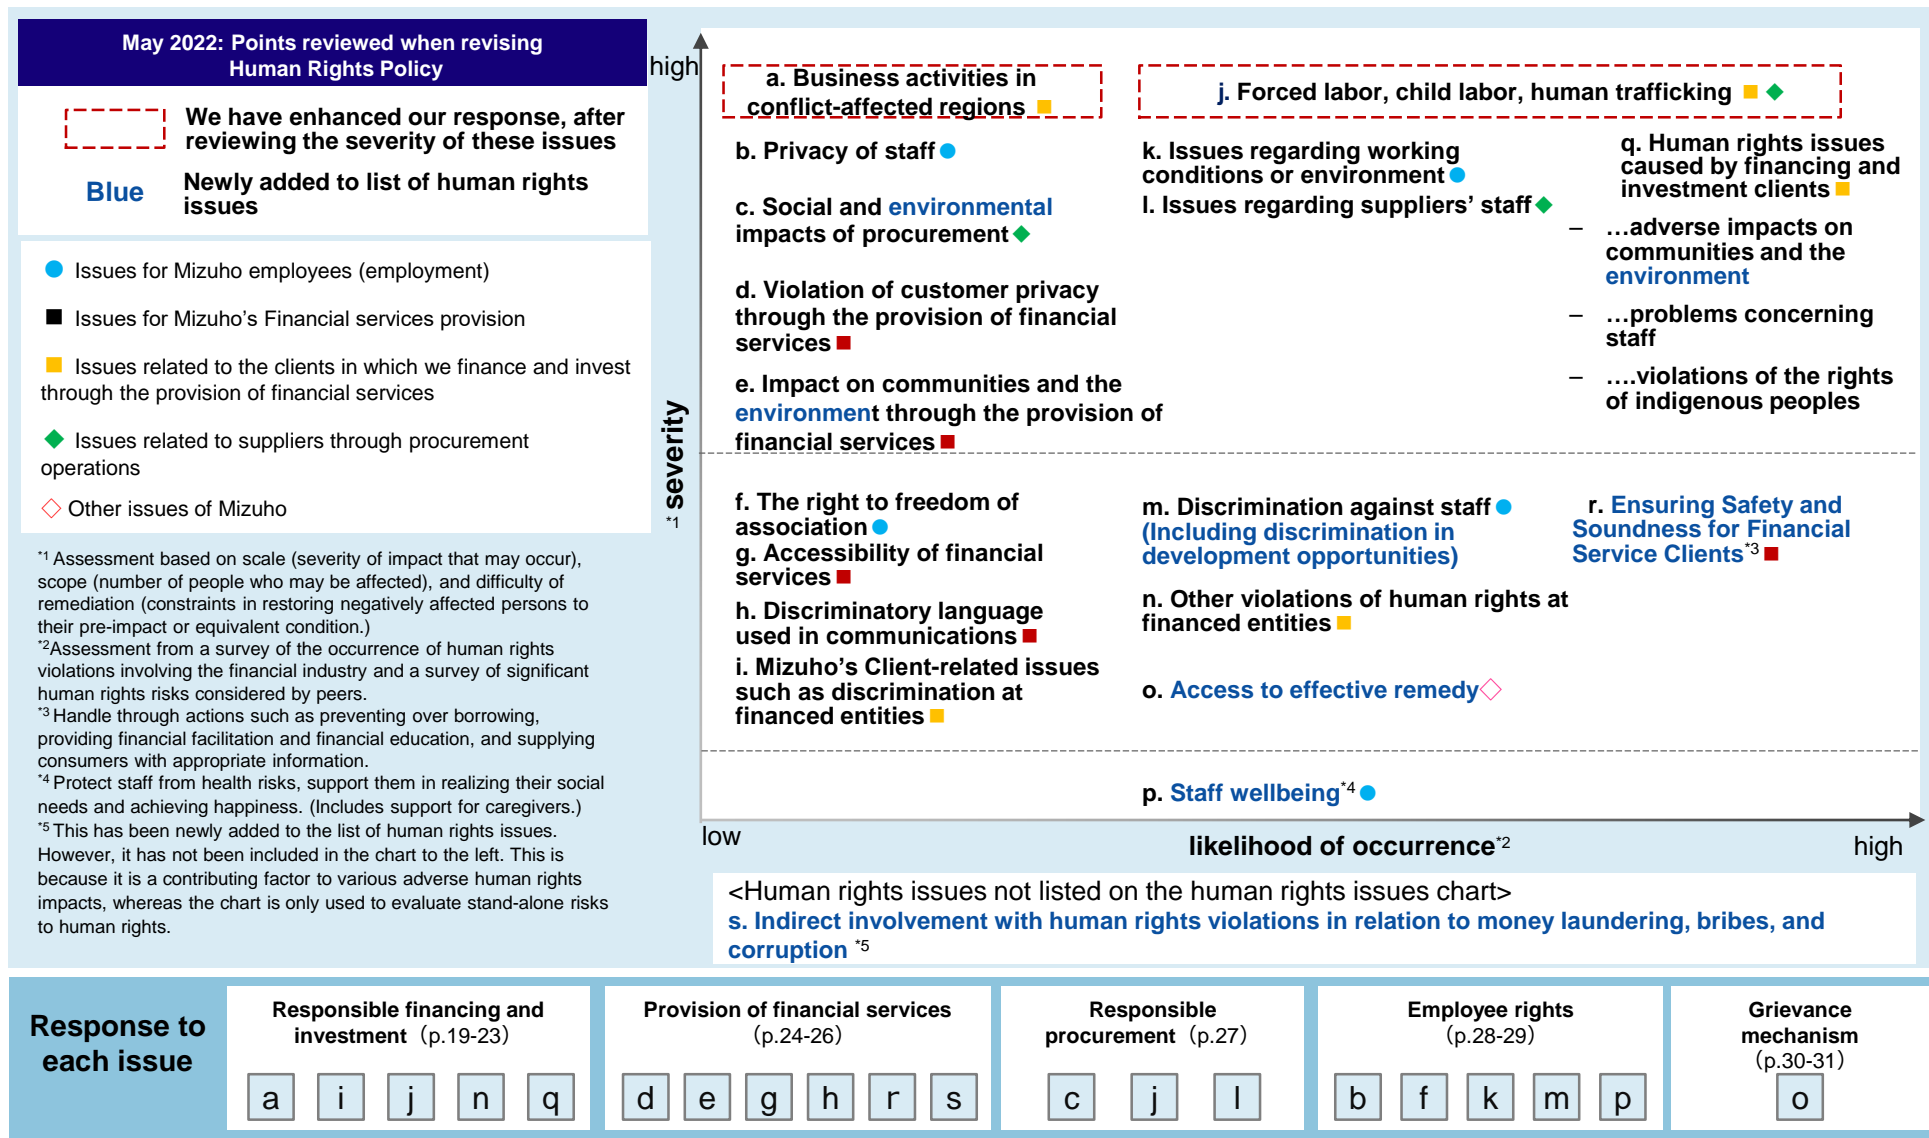 May 2022: Points reviewed when revising
Human Rights Policy
We have enhanced our response, after
reviewing the severity of these issues
Blue
Newly added to list of human rights
issues
Issues for Mizuho employees (employment)
Issues for Mizuho's Financial services provision
Issues related to the clients in which we finance and invest
through the provision of financial services
Issues related to suppliers through procurement
operations
Other issues of Mizuho
*1 Assessment based on scale (severity of impact that may occur),
scope (number of people who may be affected), and difficulty of
remediation (constraints in restoring negatively affected persons to
their pre-impact or equivalent condition.)
*2Assessment from a survey of the occurrence of human rights
violations involving the financial industry and a survey of significant
human rights risks considered by peers.
*3 Handle through actions such as preventing over borrowing,
providing financial facilitation and financial education, and supplying
consumers with appropriate information.
*4 Protect staff from health risks, support them in realizing their social
needs and achieving happiness. (Includes support for caregivers.)
*5 This has been newly added to the list of human rights issues.
However, it has not been included in the chart to the left. This is
because it is a contributing factor to various adverse human rights
impacts, whereas the chart is only used to evaluate stand-alone risks
to human rights.
high
*1 severity
a. Business activities in
conflict-affected regions
b. Privacy of staff
c. Social and environmental
impacts of procurement
d. Violation of customer privacy
through the provision of financial
services
e. Impact on communities and the
environment through the provision of
financial services
j. Forced labor, child labor, human trafficking
k. Issues regarding working
conditions or environment
l. Issues regarding suppliers' staff
q. Human rights issues
caused by financing and
investment clients
– …adverse impacts on
communities and the
environment
– …problems concerning
staff
– ….violations of the rights
of indigenous peoples
f. The right to freedom of
association
g. Accessibility of financial
services
h. Discriminatory language
used in communications
i. Mizuho's Client-related issues
such as discrimination at
financed entities
m. Discrimination against staff
(Including discrimination in
development opportunities)
n. Other violations of human rights at
financed entities
o. Access to effective remedy
r. Ensuring Safety and
Soundness for Financial
Service Clients*3
p. Staff wellbeing*4
low
likelihood of occurrence*2
high
<Human rights issues not listed on the human rights issues chart>
s. Indirect involvement with human rights violations in relation to money laundering, bribes, and
corruption *5
Response to
each issue
Responsible financing and
investment（p.19-23）
a i j n q
Provision of financial services
（p.24-26）
d e g h r s
Responsible
procurement（p.27）
c j l
Employee rights
（p.28-29）
b f k m p
Grievance
mechanism
（p.30-31）
o